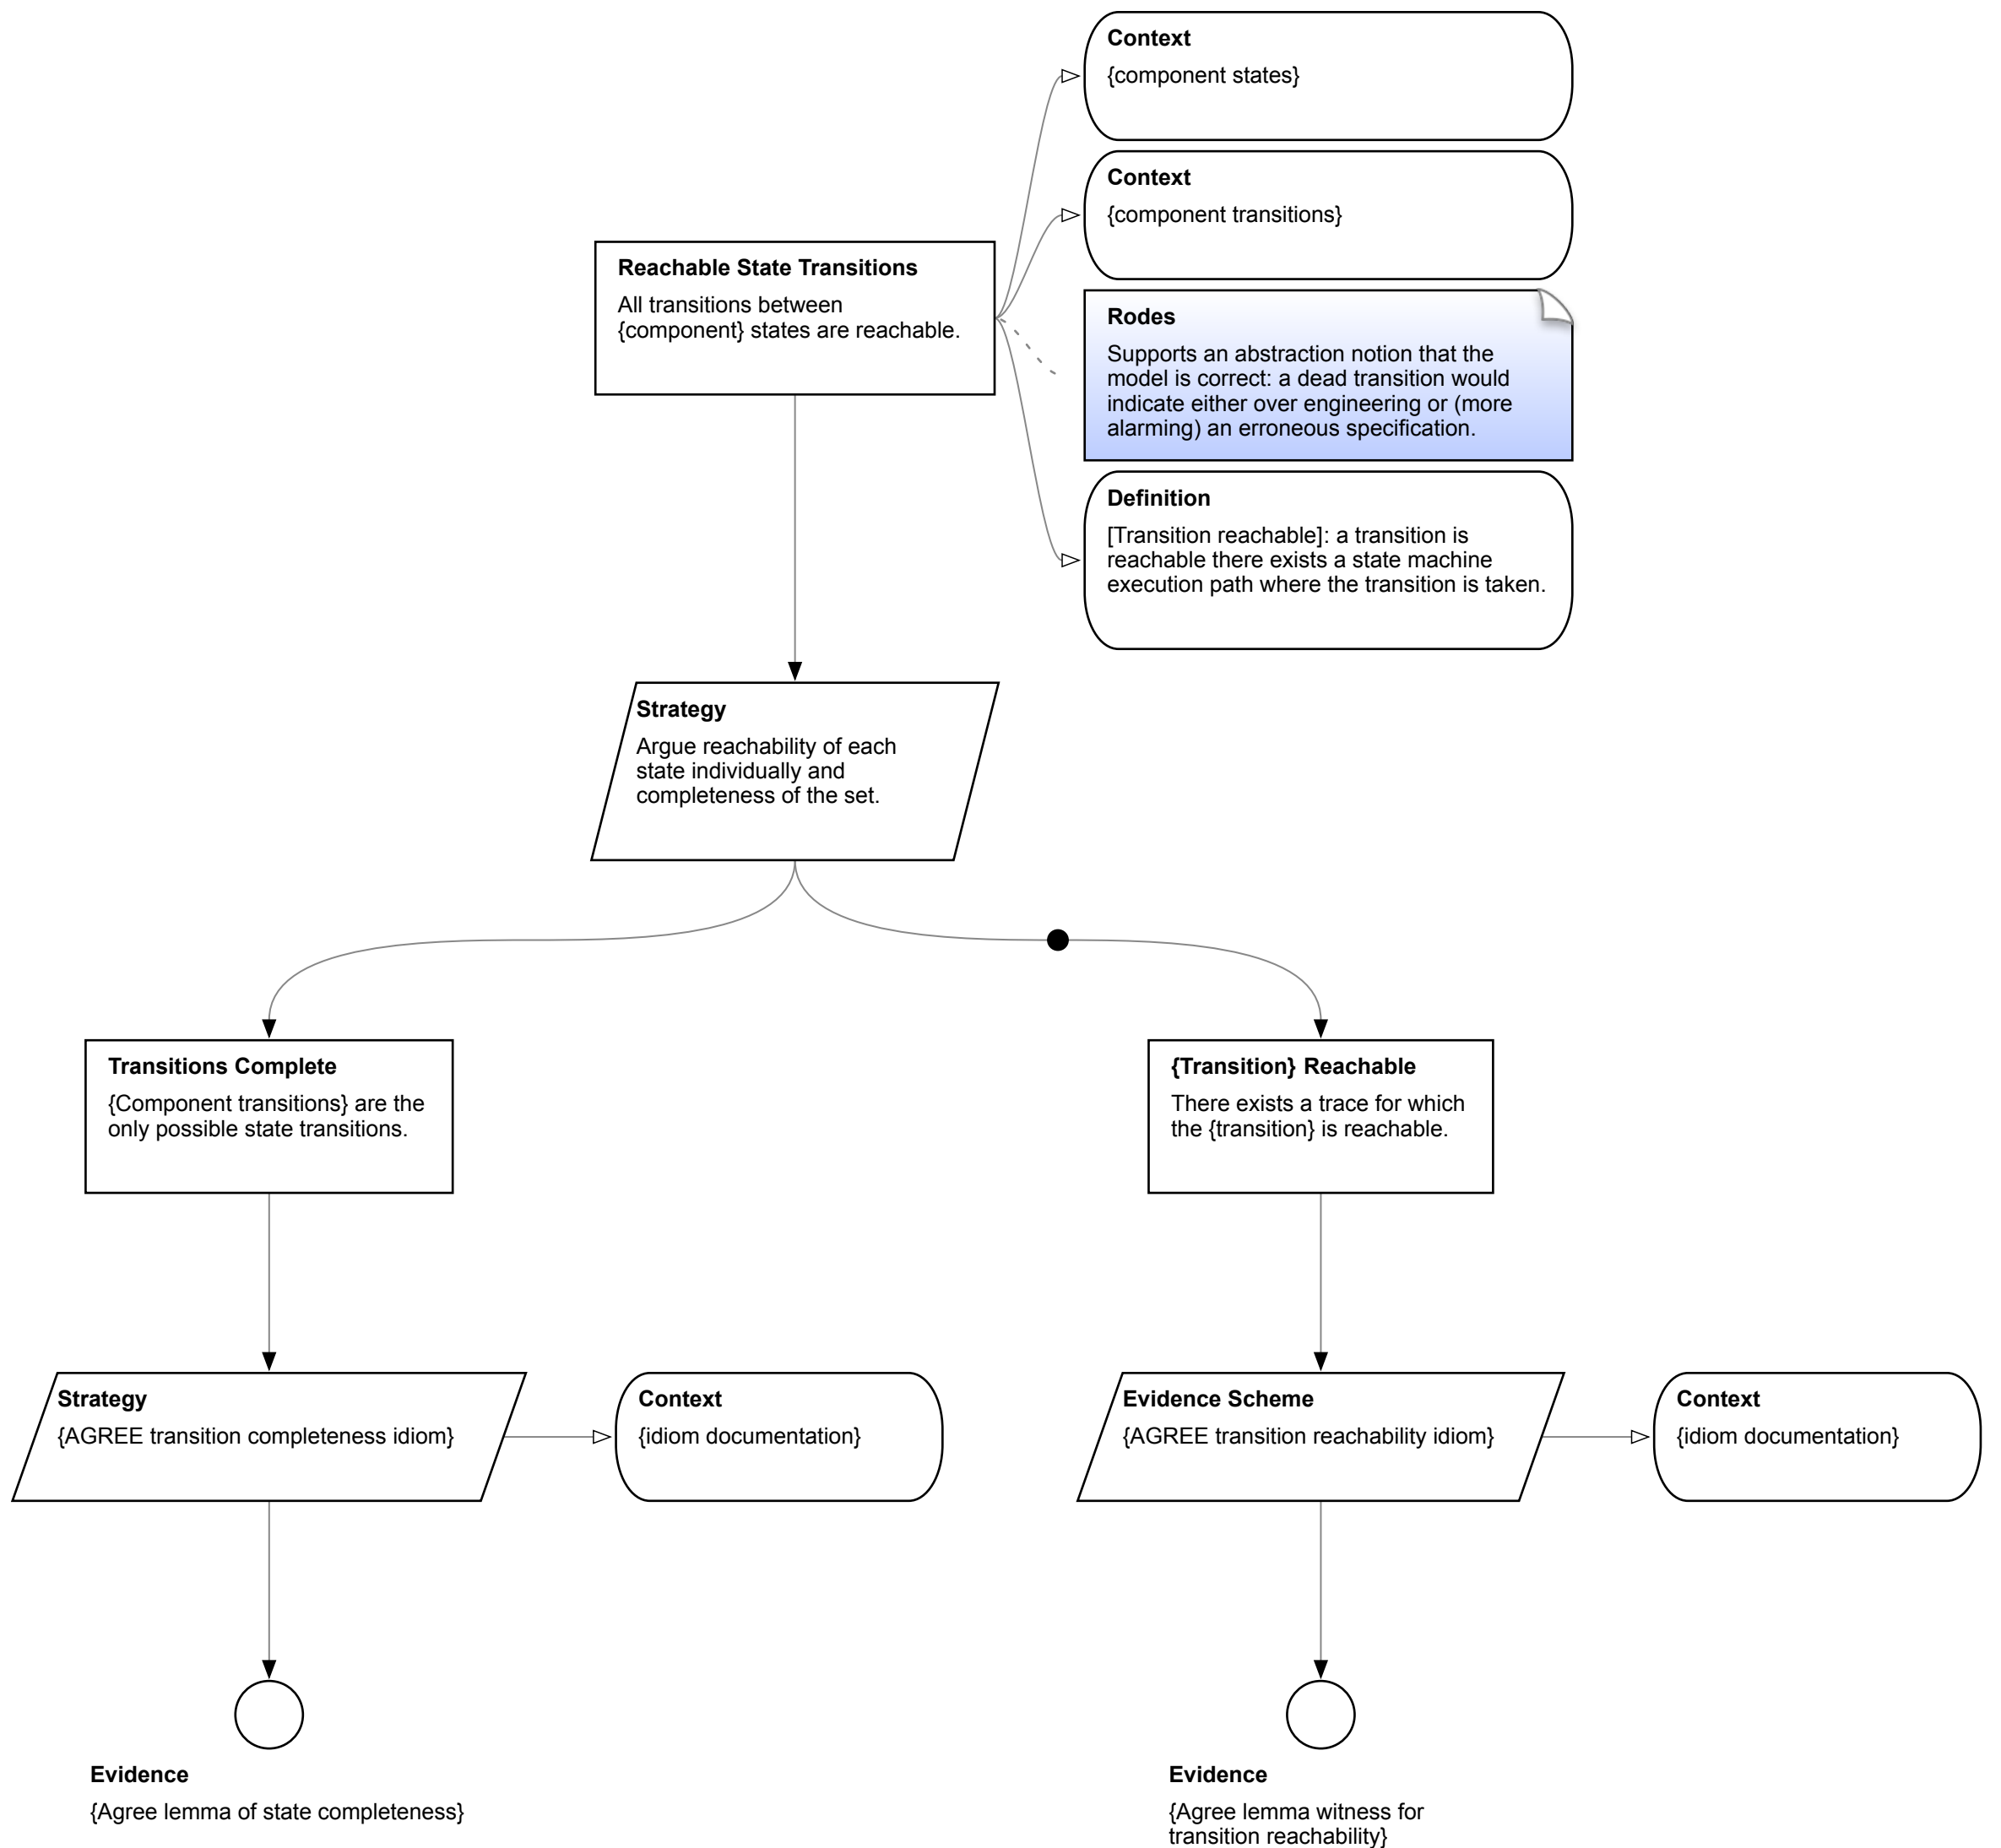 Context
{component states}
Context
{component transitions}
Reachable State Transitions
All transitions between
{component} states are reachable.
Rodes
Supports an abstraction notion that the
model is correct: a dead transition would
indicate either over engineering or (more
alarming) an erroneous specification.
Definition
[Transition reachable]: a transition is
reachable there exists a state machine
execution path where the transition is taken.
Strategy
Argue reachability of each
state individually and
completeness of the set.
Transitions Complete
{Component transitions} are the
only possible state transitions.
{Transition} Reachable
There exists a trace for which
the {transition} is reachable.
Strategy
{AGREE transition completeness idiom}
Context
{idiom documentation}
Evidence Scheme
{AGREE transition reachability idiom}
Context
{idiom documentation}
Evidence
{Agree lemma of state completeness}
Evidence
{Agree lemma witness for
transition reachability}